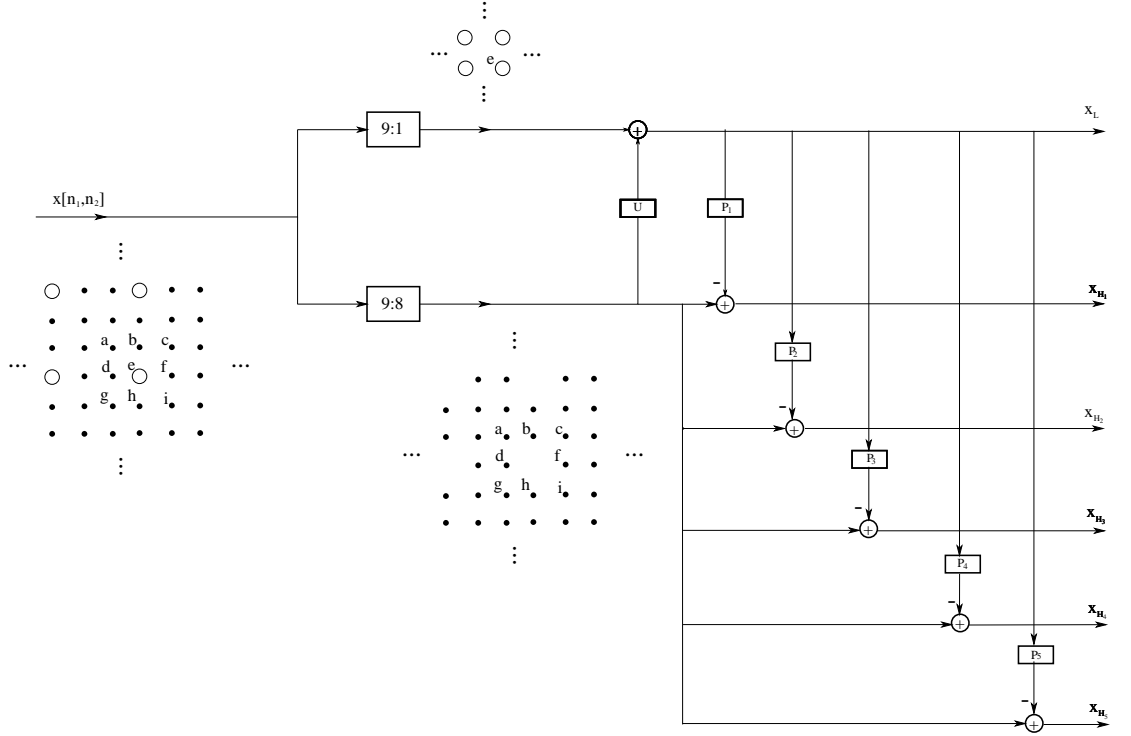 e
x_L
9:1
+
x[n₁,n₂]
U
P₁
-
9:8
+
x_H₁
a b c
d e f
g h i
P₂
-
+
x_H₂
a b c
d f
g h i
P₃
-
+
x_H₃
P₄
-
+
x_H₄
P₅
-
+
x_H₅